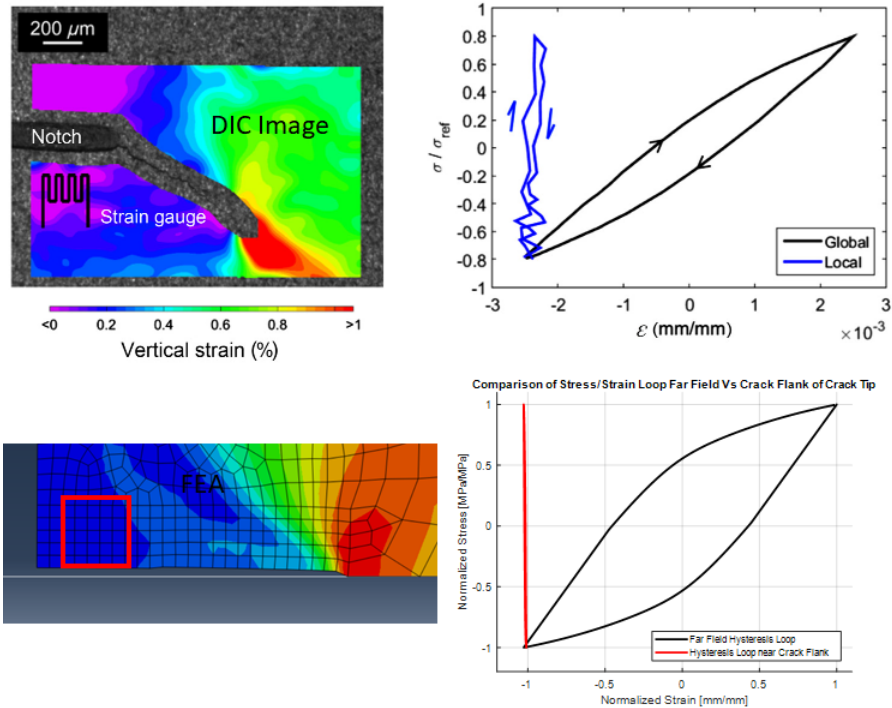 200 µm
DIC Image
Notch
Strain gauge
<0 0.2 0.4 0.6 0.8 >1
Vertical strain (%)
1
0.8
0.6
0.4
0.2
0
-0.2
-0.4
-0.6
-0.8
-1
σ / σref
Global
Local
-3 -2 -1 0 1 2 3
ε (mm/mm)
×10⁻³
FEA
Comparison of Stress/Strain Loop Far Field Vs Crack Flank of Crack Tip
1
0.5
0
-0.5
-1
Normalized Stress [MPa/MPa]
Far Field Hysteresis Loop
Hysteresis Loop near Crack Flank
-1 -0.5 0 0.5 1
Normalized Strain [mm/mm]